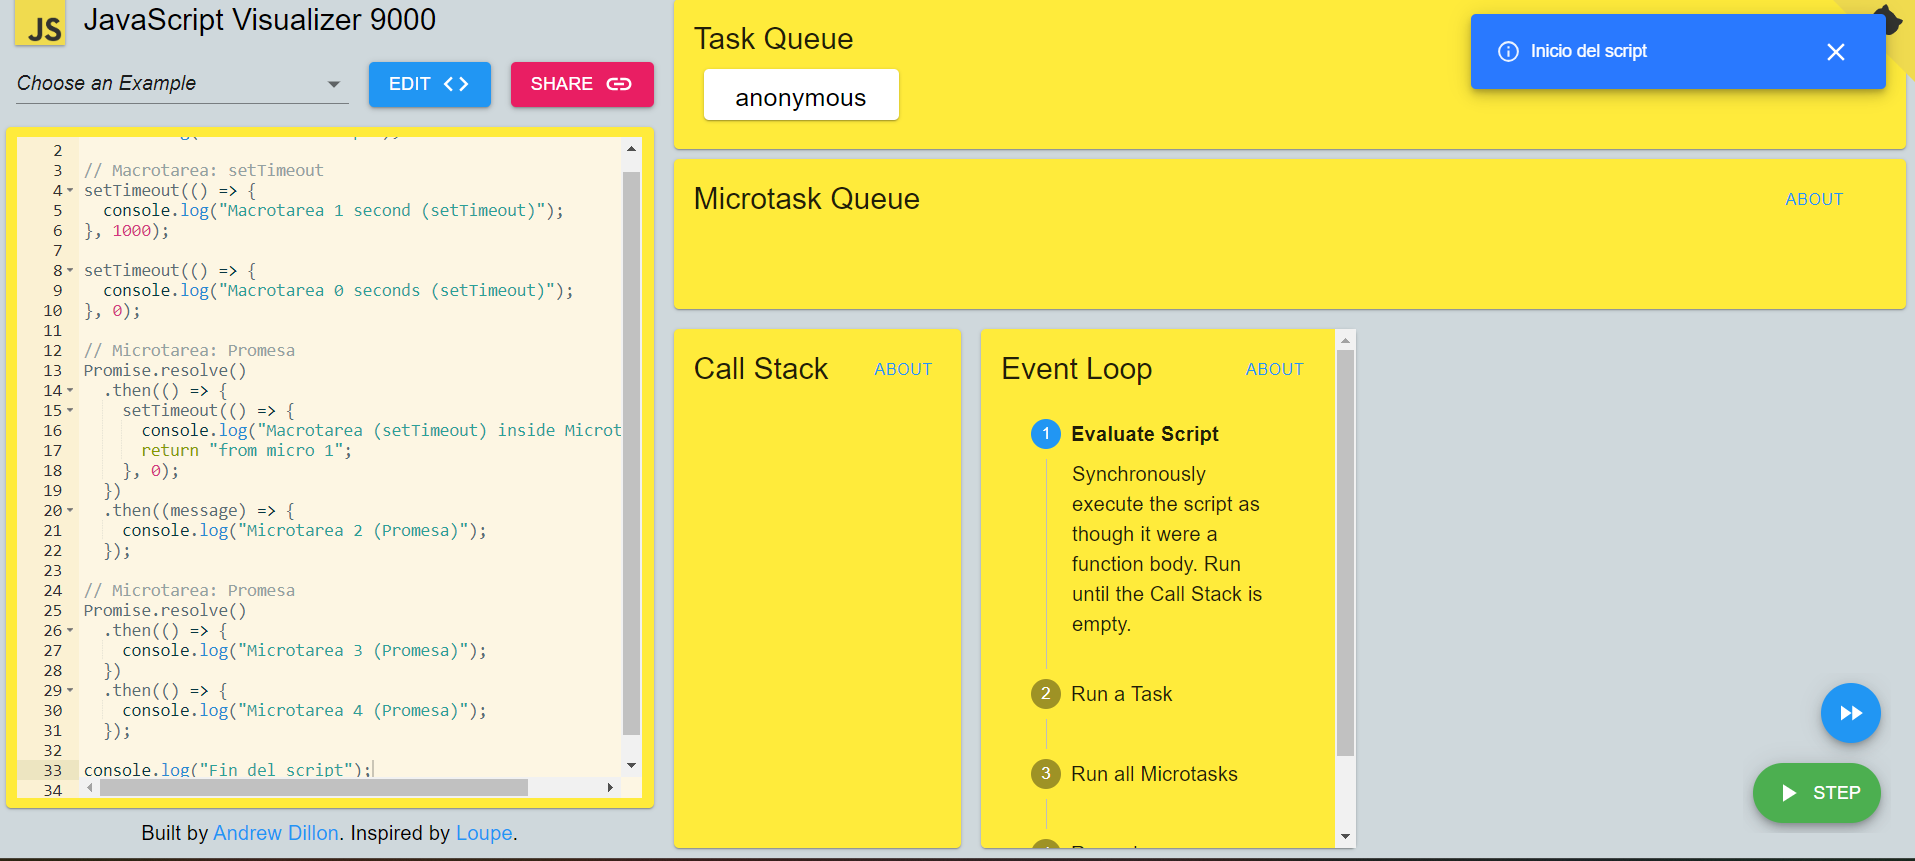 JS
JavaScript Visualizer 9000
Choose an Example
EDIT
SHARE
2
3 // Macrotarea: setTimeout
4 setTimeout(() => {
5 console.log("Macrotarea 1 second (setTimeout)");
6 }, 1000);
7
8 setTimeout(() => {
9 console.log("Macrotarea 0 seconds (setTimeout)");
10 }, 0);
11
12 // Microtarea: Promesa
13 Promise.resolve()
14 .then(() => {
15 setTimeout(() => {
16 console.log("Macrotarea (setTimeout) inside Microt
17 return "from micro 1";
18 }, 0);
19 })
20 .then((message) => {
21 console.log("Microtarea 2 (Promesa)");
22 });
23
24 // Microtarea: Promesa
25 Promise.resolve()
26 .then(() => {
27 console.log("Microtarea 3 (Promesa)");
28 })
29 .then(() => {
30 console.log("Microtarea 4 (Promesa)");
31 });
32
33 console.log("Fin del script");
34
Built by Andrew Dillon. Inspired by Loupe.
Task Queue
anonymous
Inicio del script
Microtask Queue
ABOUT
Call Stack
ABOUT
Event Loop
ABOUT
1 Evaluate Script
Synchronously
execute the script as
though it were a
function body. Run
until the Call Stack is
empty.
2 Run a Task
3 Run all Microtasks
STEP